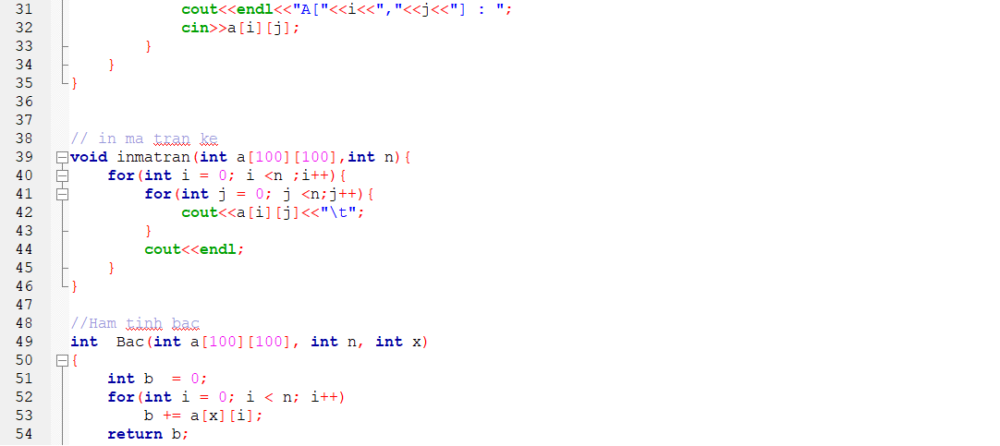 31 cout<<endl<<"A["<<i<<","<<j<<"] : ";
32 cin>>a[i][j];
33 }
34 }
35 }
36
37
38 // in ma tran ke
39 void inmatran(int a[100][100],int n){
40 for(int i = 0; i <n ;i++){
41 for(int j = 0; j <n;j++){
42 cout<<a[i][j]<<"\t";
43 }
44 cout<<endl;
45 }
46 }
47
48 //Ham tinh bac
49 int  Bac(int a[100][100], int n, int x)
50 {
51 int b  = 0;
52 for(int i = 0; i < n; i++)
53 b += a[x][i];
54 return b;